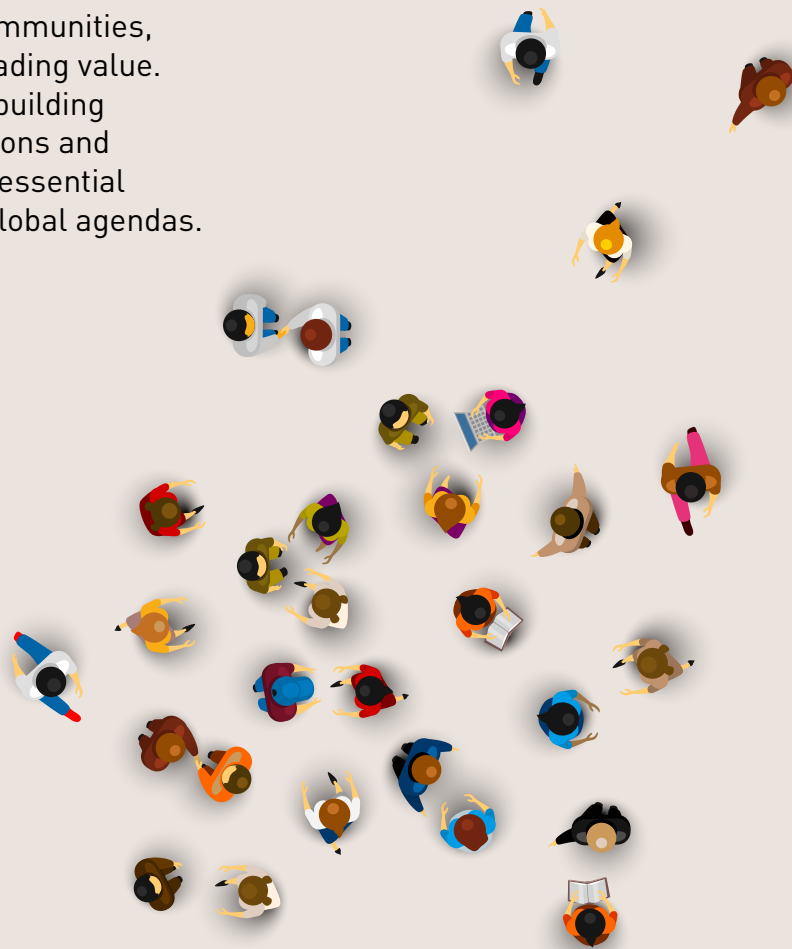 mmunities,
ading value.
building
ons and
essential
lobal agendas.